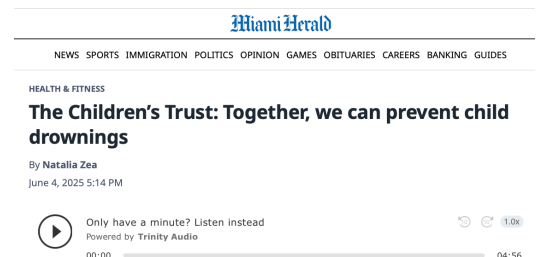 Miami Herald
NEWS SPORTS IMMIGRATION POLITICS OPINION GAMES OBITUARIES CAREERS BANKING GUIDES
HEALTH & FITNESS
The Children’s Trust: Together, we can prevent child
drownings
By Natalia Zea
June 4, 2025 5:14 PM
Only have a minute? Listen instead
1.0x
Powered by Trinity Audio
00:00 04:56